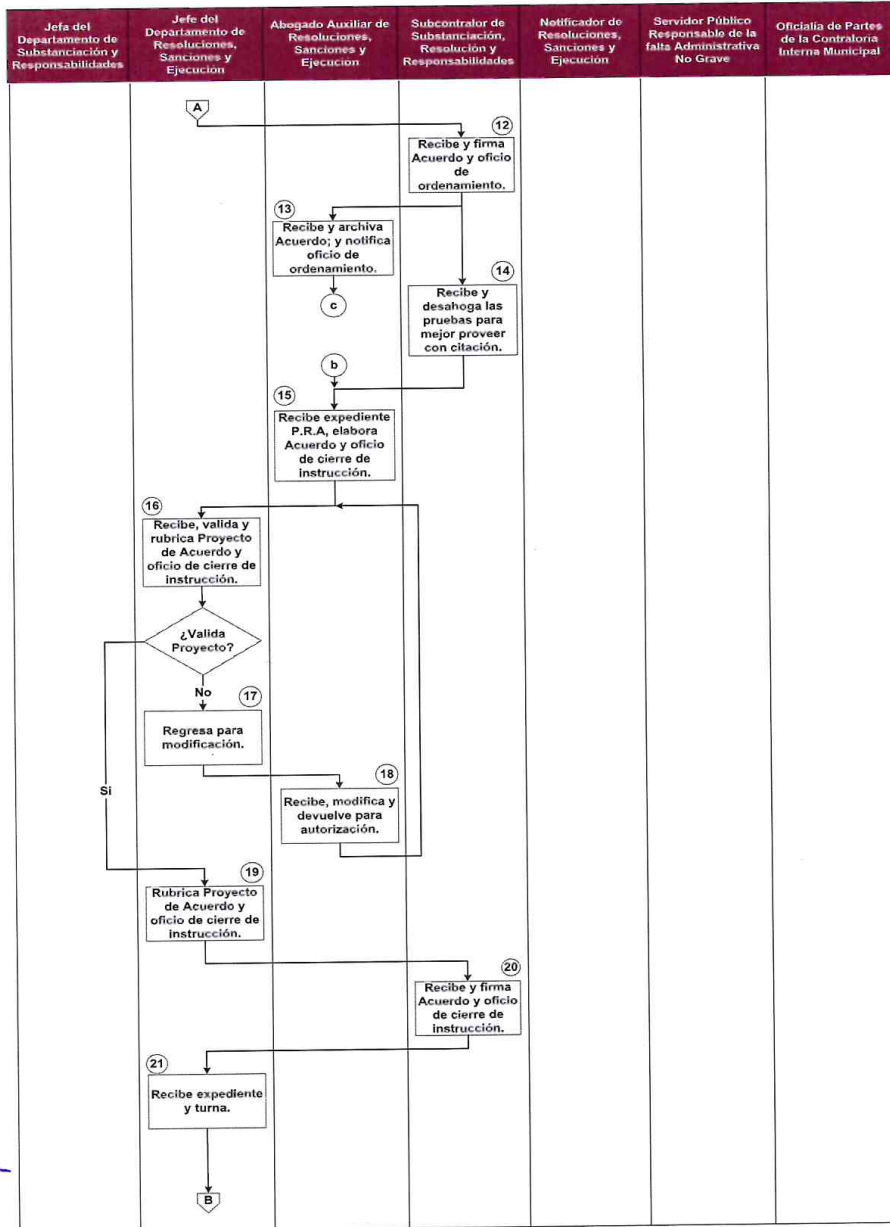 Jefa del
Departamento de
Substanciación y
Responsabilidades
Jefe del
Departamento de
Resoluciones,
Sanciones y
Ejecución
Abogado Auxiliar de
Resoluciones,
Sanciones y
Ejecución
Subcontralor de
Substanciación,
Resolución y
Responsabilidades
Notificador de
Resoluciones,
Sanciones y
Ejecución
Servidor Público
Responsable de la
falta Administrativa
No Grave
Oficialía de Partes
de la Contraloría
Interna Municipal
A
12
Recibe y firma
Acuerdo y oficio
de
ordenamiento.
13
Recibe y archiva
Acuerdo; y notifica
oficio de
ordenamiento.
c
14
Recibe y
desahoga las
pruebas para
mejor proveer
con citación.
b
15
Recibe expediente
P.R.A, elabora
Acuerdo y oficio
de cierre de
instrucción.
16
Recibe, valida y
rubrica Proyecto
de Acuerdo y
oficio de cierre de
instrucción.
¿Valida
Proyecto?
No
17
Regresa para
modificación.
Si
18
Recibe, modifica y
devuelve para
autorización.
19
Rubrica Proyecto
de Acuerdo y
oficio de cierre de
instrucción.
20
Recibe y firma
Acuerdo y oficio
de cierre de
instrucción.
21
Recibe expediente
y turna.
B